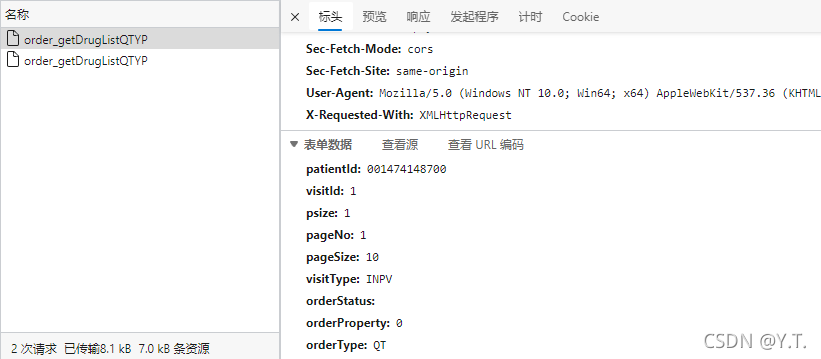 名称
order_getDrugListQTYP
order_getDrugListQTYP
2 次请求 已传输8.1 kB 7.0 kB 条资源
× 标头 预览 响应 发起程序 计时 Cookie
Sec-Fetch-Mode: cors
Sec-Fetch-Site: same-origin
User-Agent: Mozilla/5.0 (Windows NT 10.0; Win64; x64) AppleWebKit/537.36 (KHTML
X-Requested-With: XMLHttpRequest
▼ 表单数据 查看源 查看 URL 编码
patientId: 001474148700
visitId: 1
psize: 1
pageNo: 1
pageSize: 10
visitType: INPV
orderStatus:
orderProperty: 0
orderType: QT
CSDN @Y.T.